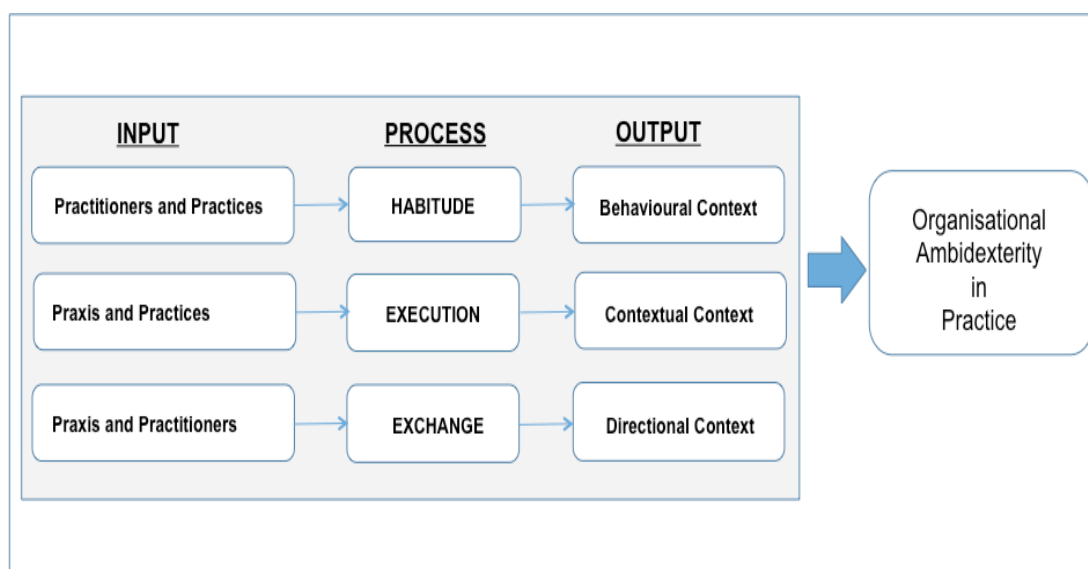 INPUT PROCESS OUTPUT
Practitioners and Practices HABITUDE Behavioural Context
Praxis and Practices EXECUTION Contextual Context
Praxis and Practitioners EXCHANGE Directional Context
Organisational
Ambidexterity
in
Practice